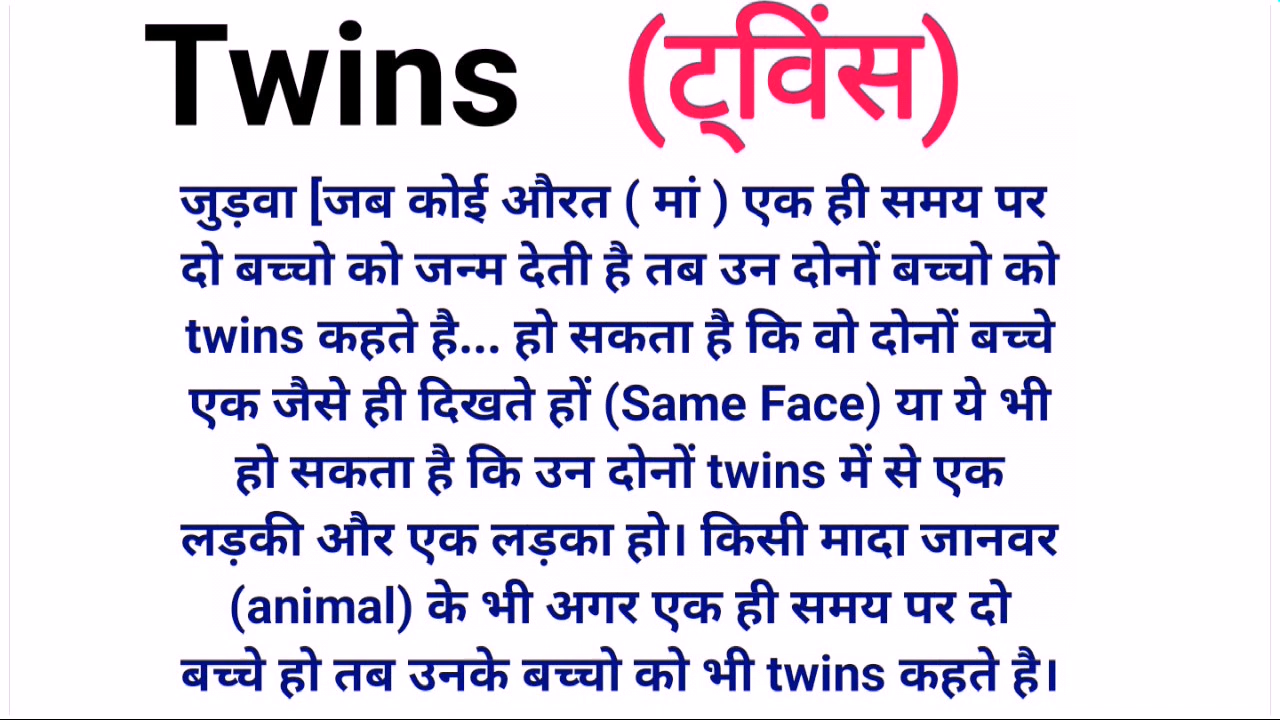 Twins (ट्विंस)
जुड़वा [जब कोई औरत ( मां ) एक ही समय पर
दो बच्चो को जन्म देती है तब उन दोनों बच्चो को
twins कहते है... हो सकता है कि वो दोनों बच्चे
एक जैसे ही दिखते हों (Same Face) या ये भी
हो सकता है कि उन दोनों twins में से एक
लड़की और एक लड़का हो। किसी मादा जानवर
(animal) के भी अगर एक ही समय पर दो
बच्चे हो तब उनके बच्चो को भी twins कहते है।